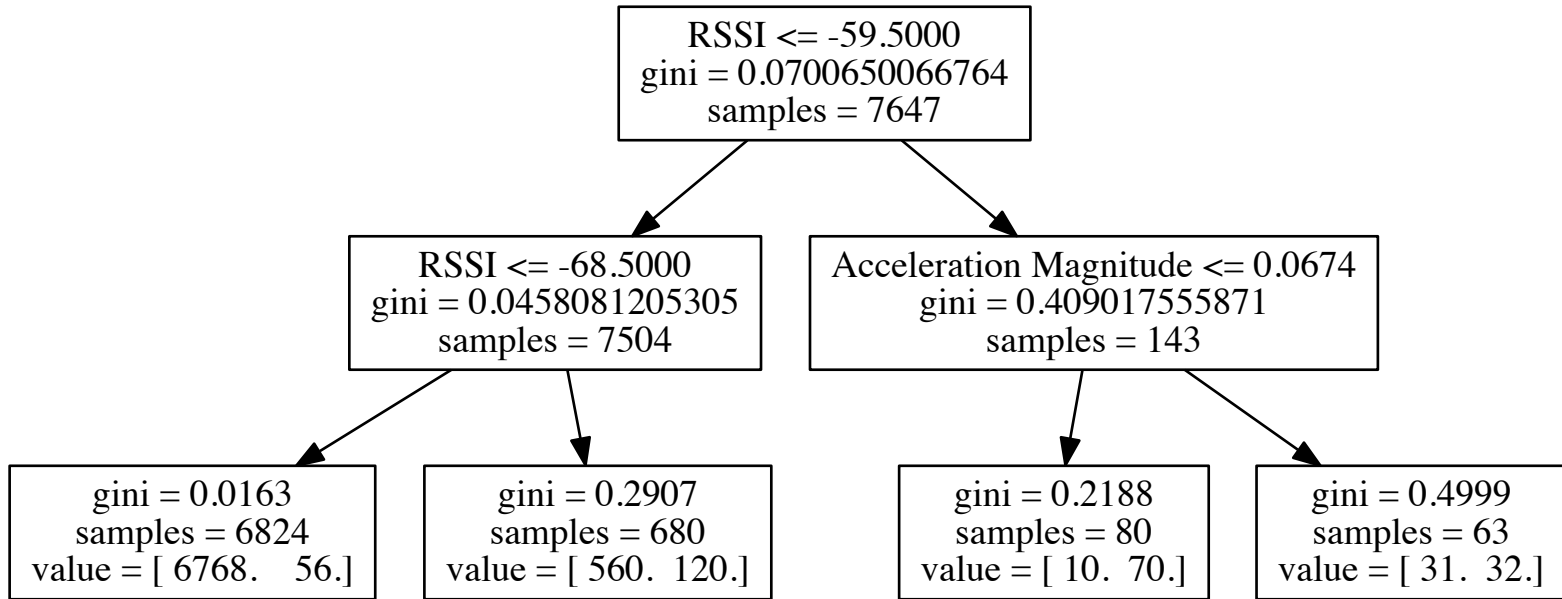 RSSI <= -59.5000
gini = 0.0700650066764
samples = 7647
RSSI <= -68.5000
gini = 0.0458081205305
samples = 7504
Acceleration Magnitude <= 0.0674
gini = 0.409017555871
samples = 143
gini = 0.0163
samples = 6824
value = [ 6768.    56.]
gini = 0.2907
samples = 680
value = [ 560.  120.]
gini = 0.2188
samples = 80
value = [ 10.  70.]
gini = 0.4999
samples = 63
value = [ 31.  32.]